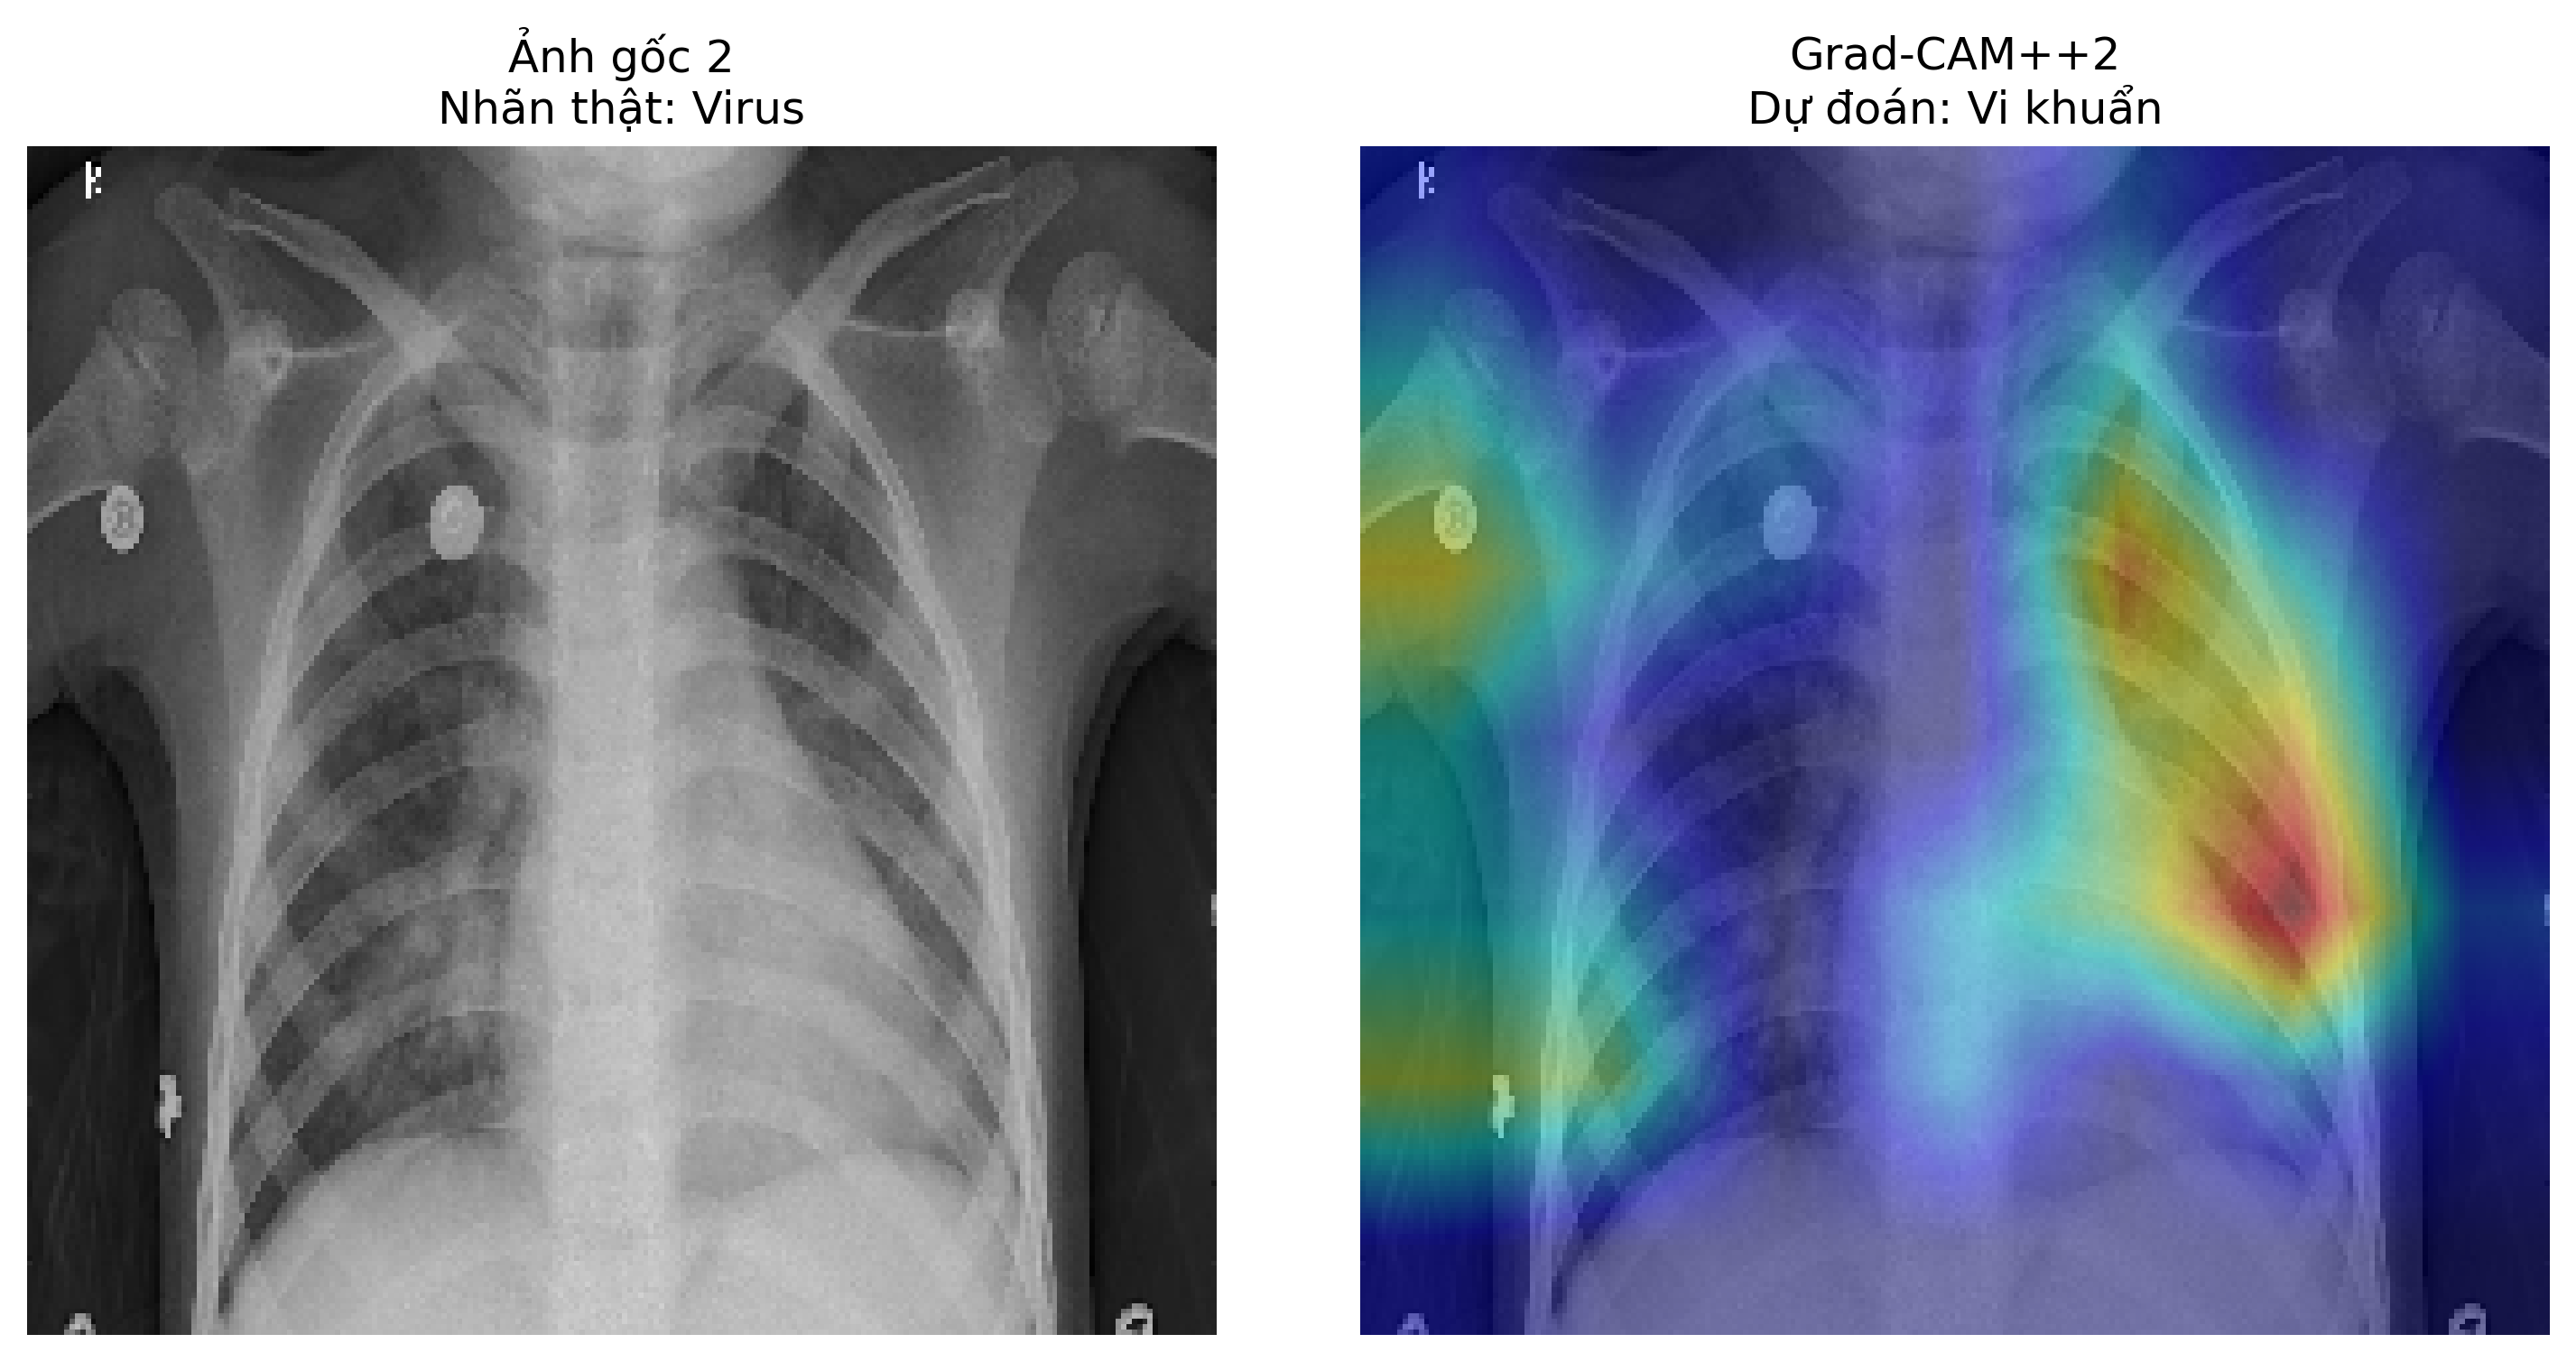 Ảnh gốc 2
Nhãn thật: Virus
Grad-CAM++2
Dự đoán: Vi khuẩn